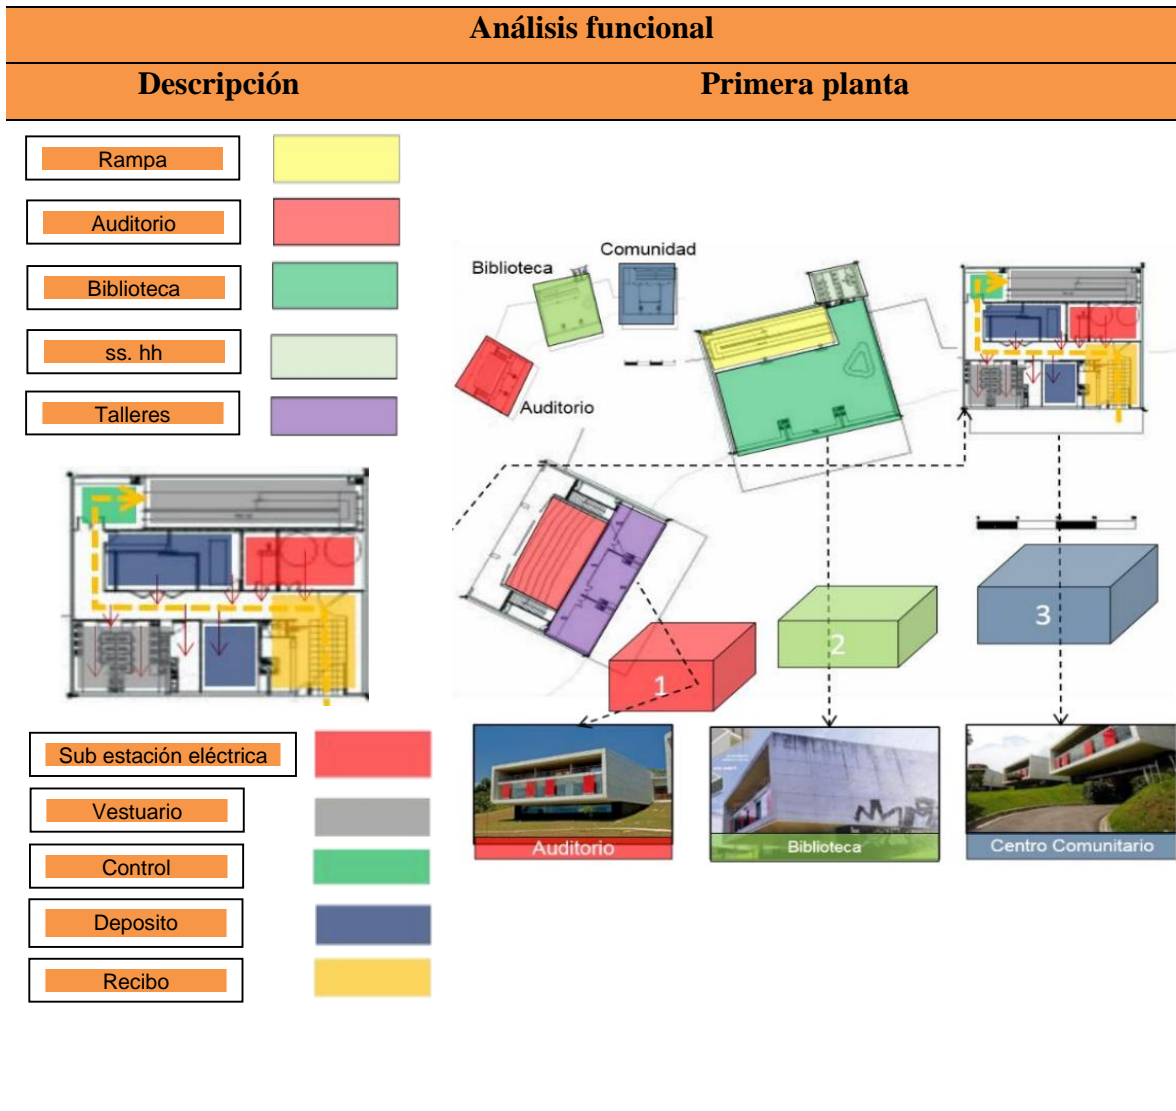 Análisis funcional
Descripción
Primera planta
Rampa
Auditorio
Biblioteca
ss. hh
Talleres
Sub estación eléctrica
Vestuario
Control
Deposito
Recibo
Biblioteca
Comunidad
Auditorio
1
2
3
Auditorio
Biblioteca
Centro Comunitario